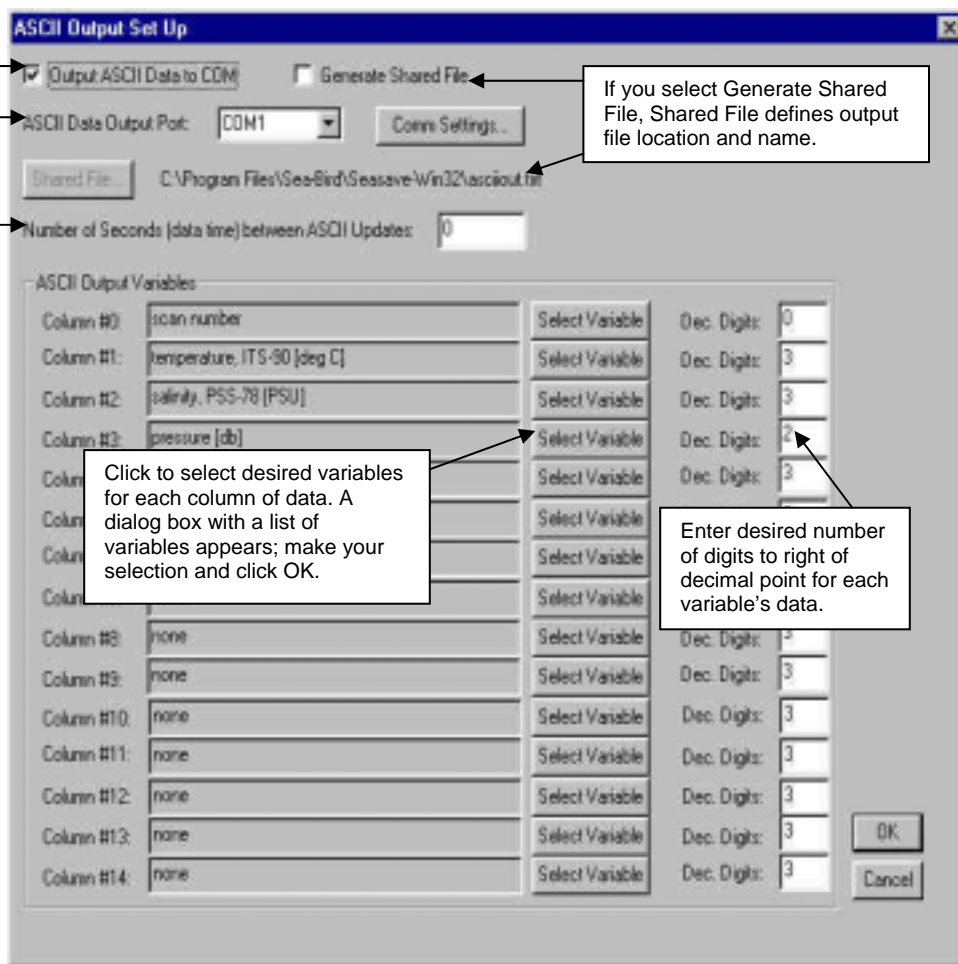 ASCII Output Set Up
Output ASCII Data to COM Generate Shared File
If you select Generate Shared
File, Shared File defines output
file location and name.
ASCII Data Output Port: COM1 Comm Settings...
Shared File... C:\Program Files\Sea-Bird\Seasave-Win32\asciiout.txt
Number of Seconds (data time) between ASCII Updates: 0
ASCII Output Variables
Column #0: scan number Select Variable Dec. Digits: 0
Column #1: temperature, ITS-90 [deg C] Select Variable Dec. Digits: 3
Column #2: salinity, PSS-78 [PSU] Select Variable Dec. Digits: 3
Column #3: pressure [db] Select Variable Dec. Digits: 2
Select Variable Dec. Digits: 3
Select Variable
Select Variable
Select Variable
Click to select desired variables
for each column of data. A
dialog box with a list of
variables appears; make your
selection and click OK.
Enter desired number
of digits to right of
decimal point for each
variable's data.
Column #8: none Select Variable Dec. Digits: 3
Column #9: none Select Variable Dec. Digits: 3
Column #10: none Select Variable Dec. Digits: 3
Column #11: none Select Variable Dec. Digits: 3
Column #12: none Select Variable Dec. Digits: 3
Column #13: none Select Variable Dec. Digits: 3
Column #14: none Select Variable Dec. Digits: 3
OK
Cancel